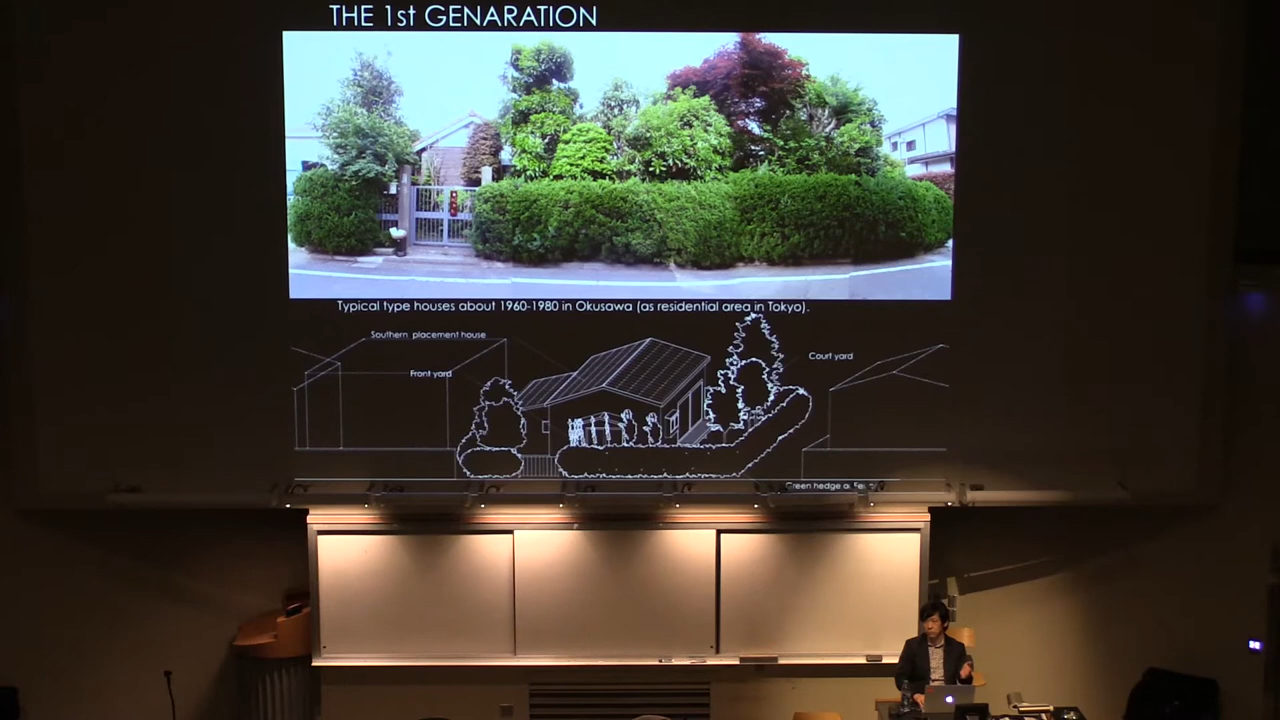 THE 1st GENARATION
Typical type houses about 1960-1980 in Okusawa (as residential area in Tokyo).
Southern placement house
Court yard
Front yard
Green hedge as